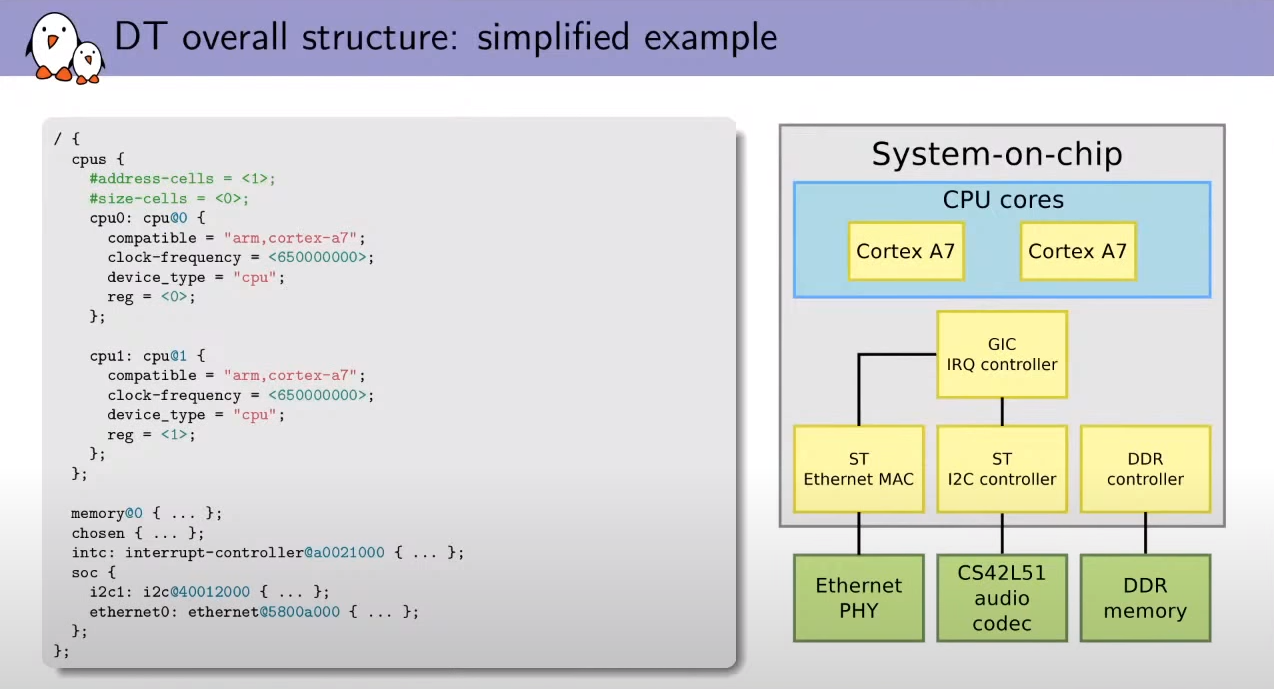 DT overall structure: simplified example
/ {
cpus {
#address-cells = <1>;
#size-cells = <0>;
cpu0: cpu@0 {
compatible = "arm,cortex-a7";
clock-frequency = <650000000>;
device_type = "cpu";
reg = <0>;
};
cpu1: cpu@1 {
compatible = "arm,cortex-a7";
clock-frequency = <650000000>;
device_type = "cpu";
reg = <1>;
};
};
memory@0 { ... };
chosen { ... };
intc: interrupt-controller@a0021000 { ... };
soc {
i2c1: i2c@40012000 { ... };
ethernet0: ethernet@5800a000 { ... };
};
};
System-on-chip
CPU cores
Cortex A7
Cortex A7
GIC
IRQ controller
ST
Ethernet MAC
ST
I2C controller
DDR
controller
Ethernet
PHY
CS42L51
audio
codec
DDR
memory